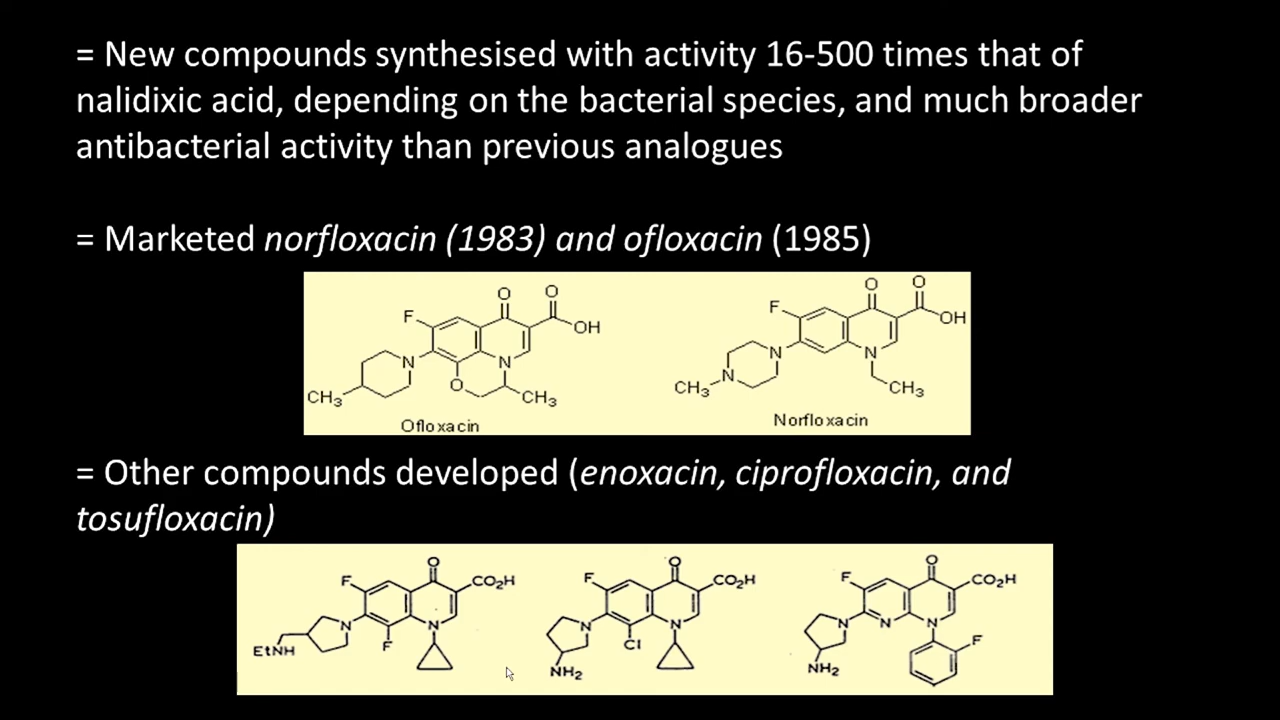 = New compounds synthesised with activity 16-500 times that of
nalidixic acid, depending on the bacterial species, and much broader
antibacterial activity than previous analogues
= Marketed norfloxacin (1983) and ofloxacin (1985)
O O
F
OH
N N
O
CH3 CH3
Ofloxacin
O O
F
OH
N N
N
CH3 CH3
Norfloxacin
= Other compounds developed (enoxacin, ciprofloxacin, and
tosufloxacin)
O
F CO2H
N N
F
EtNH
O
F CO2H
N N
Cl
NH2
O
F CO2H
N N N
F
NH2